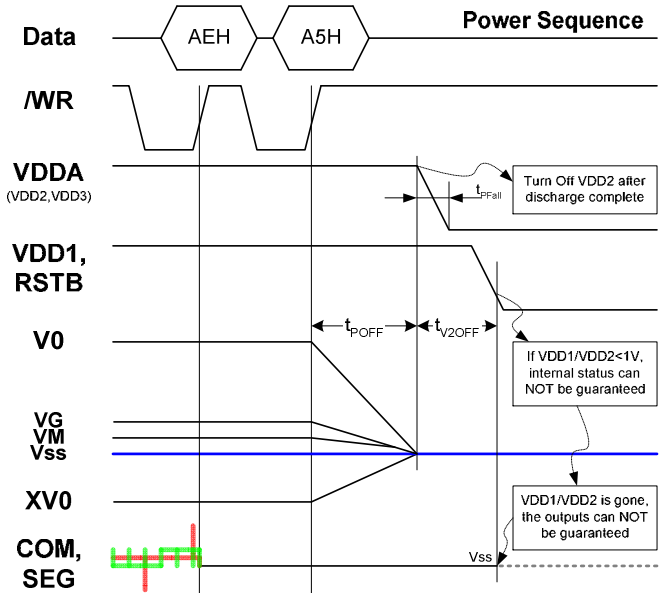 Power Sequence
Data
AEH
A5H
/WR
VDDA
(VDD2,VDD3)
tPFall
Turn Off VDD2 after
discharge complete
VDD1,
RSTB
tPOFF
tV2OFF
V0
If VDD1/VDD2<1V,
internal status can
NOT be guaranteed
VG
VM
Vss
XV0
VDD1/VDD2 is gone,
the outputs can NOT
be guaranteed
COM,
SEG
Vss